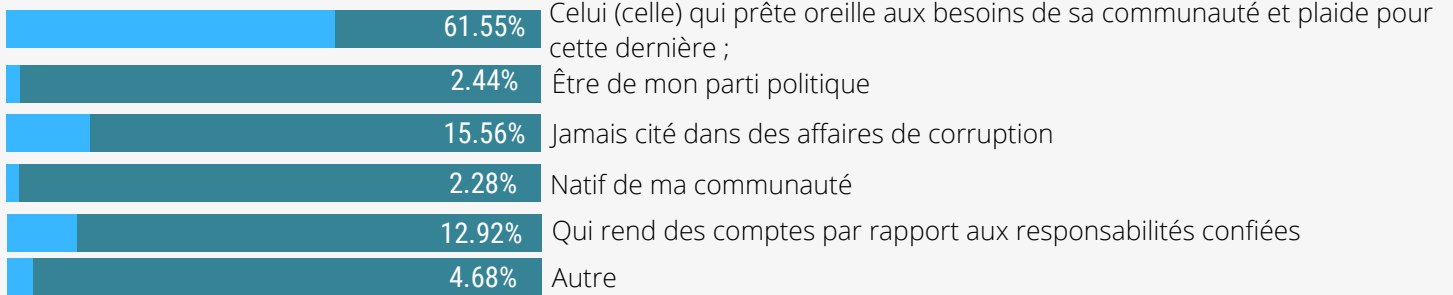 61.55% Celui (celle) qui prête oreille aux besoins de sa communauté et plaide pour
cette dernière ;
2.44% Être de mon parti politique
15.56% Jamais cité dans des affaires de corruption
2.28% Natif de ma communauté
12.92% Qui rend des comptes par rapport aux responsabilités confiées
4.68% Autre